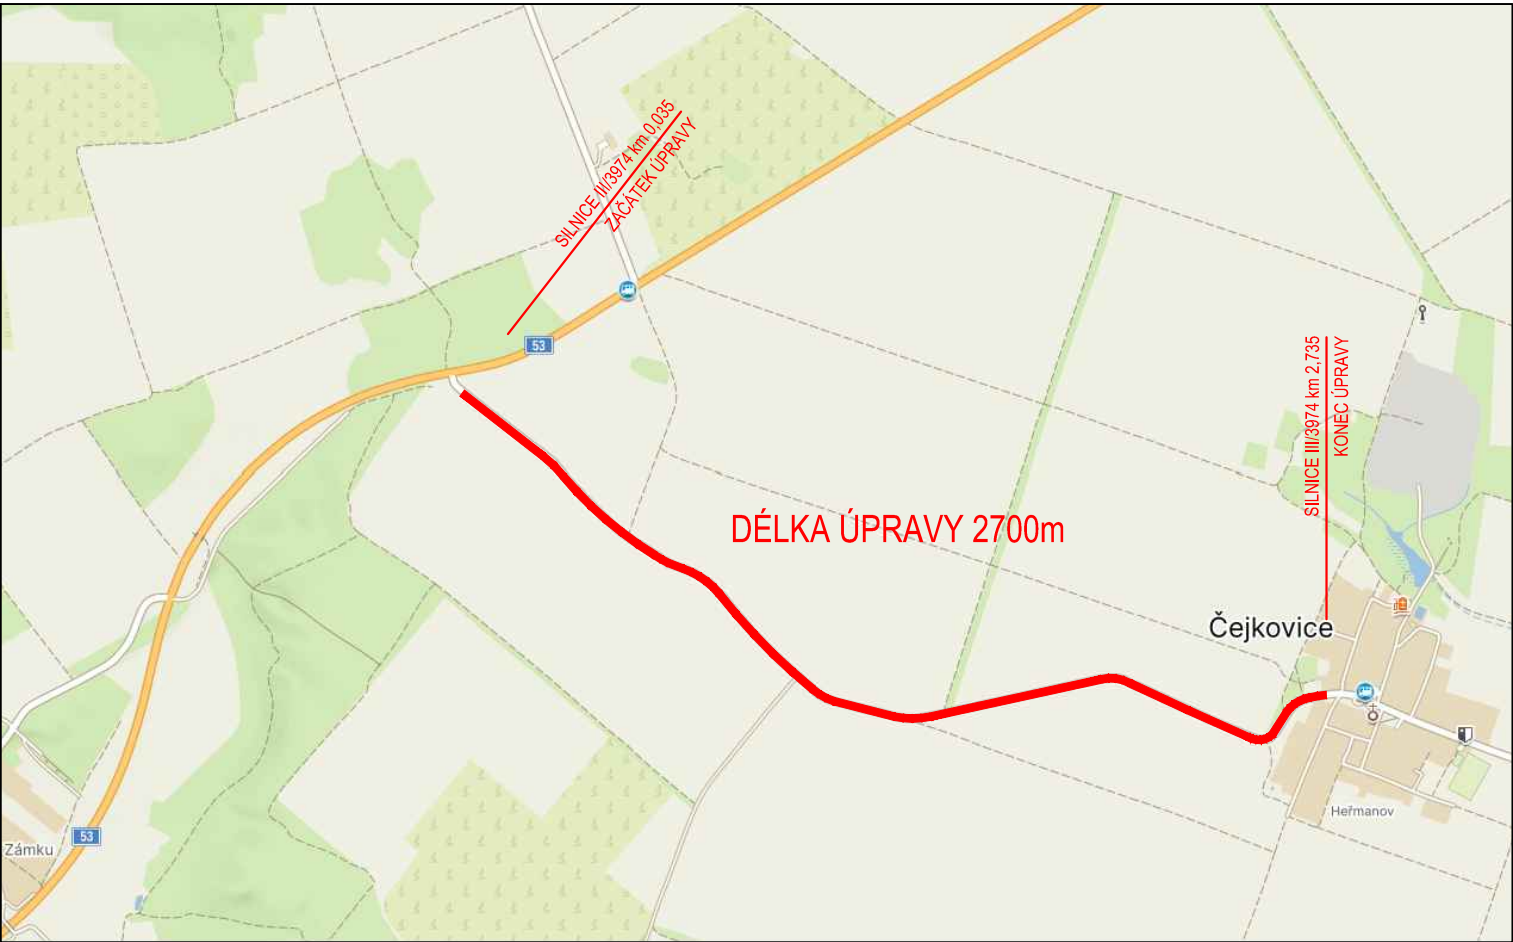 SILNICE III/3974 km 0,035
ZAČÁTEK ÚPRAVY
53
SILNICE III/3974 km 2,735
KONEC ÚPRAVY
DÉLKA ÚPRAVY 2700m
Čejkovice
Heřmanov
53
Zámku